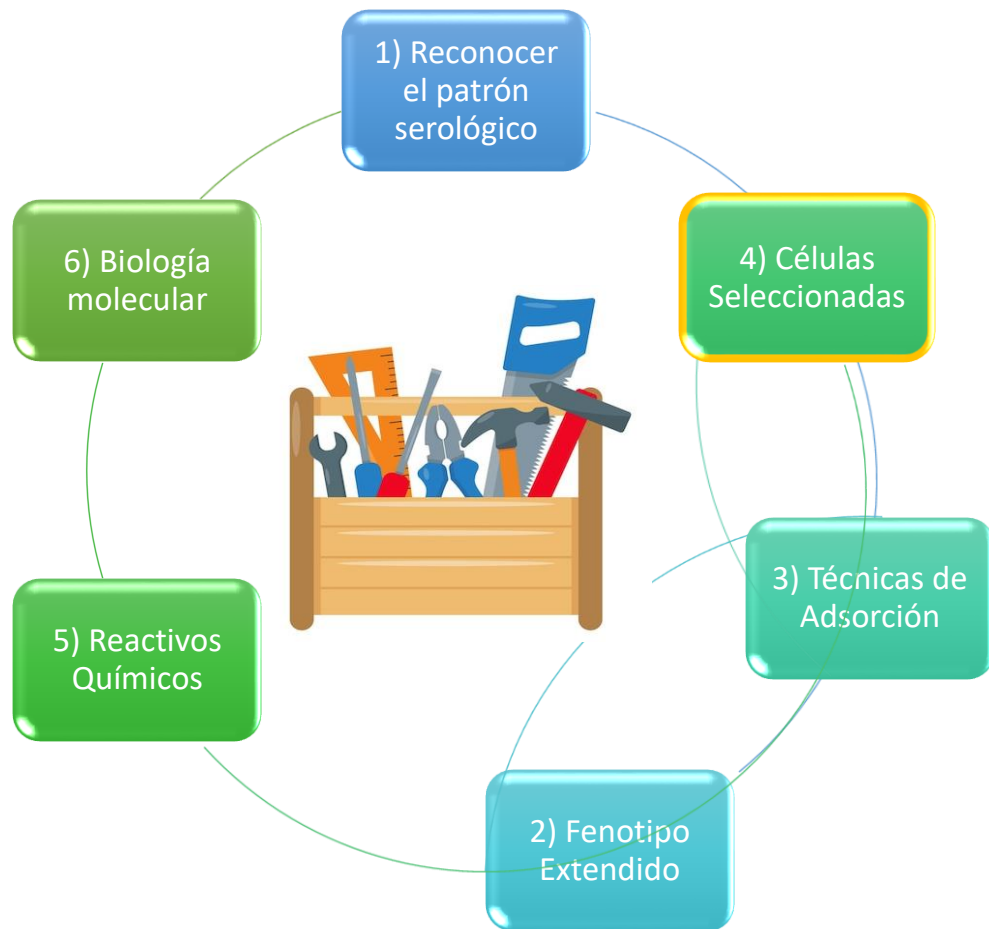 1) Reconocer
el patrón
serológico
4) Células
Seleccionadas
3) Técnicas de
Adsorción
2) Fenotipo
Extendido
5) Reactivos
Químicos
6) Biología
molecular